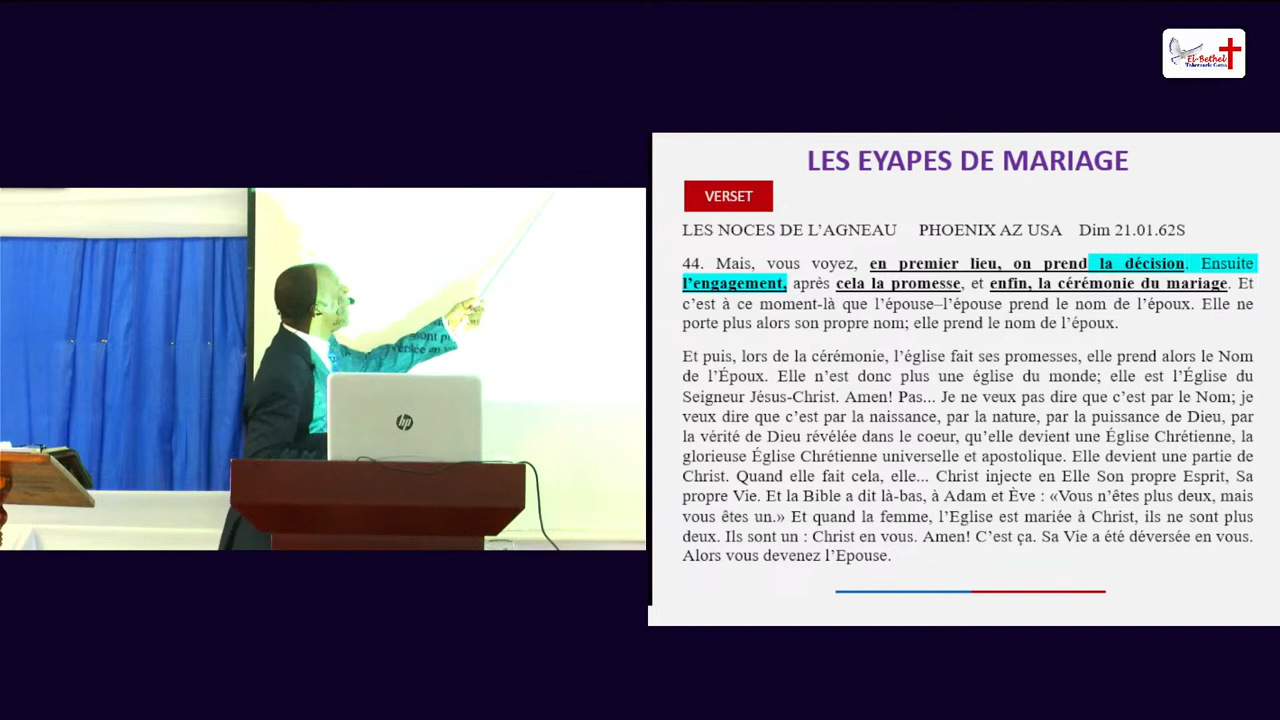 El-Bethel
LES EYAPES DE MARIAGE
VERSET
LES NOCES DE L’AGNEAU PHOENIX AZ USA Dim 21.01.62S
44. Mais, vous voyez, en premier lieu, on prend la décision. Ensuite
l’engagement, après cela la promesse, et enfin, la cérémonie du mariage. Et
c’est à ce moment-là que l’épouse–l’épouse prend le nom de l’époux. Elle ne
porte plus alors son propre nom; elle prend le nom de l’époux.
Et puis, lors de la cérémonie, l’église fait ses promesses, elle prend alors le Nom
de l’Époux. Elle n’est donc plus une église du monde; elle est l’Église du
Seigneur Jésus-Christ. Amen! Pas... Je ne veux pas dire que c’est par le Nom; je
veux dire que c’est par la naissance, par la nature, par la puissance de Dieu, par
la vérité de Dieu révélée dans le coeur, qu’elle devient une Église Chrétienne, la
glorieuse Église Chrétienne universelle et apostolique. Elle devient une partie de
Christ. Quand elle fait cela, elle... Christ injecte en Elle Son propre Esprit, Sa
propre Vie. Et la Bible a dit là-bas, à Adam et Ève : «Vous n’êtes plus deux, mais
vous êtes un.» Et quand la femme, l’Eglise est mariée à Christ, ils ne sont plus
deux. Ils sont un : Christ en vous. Amen! C’est ça. Sa Vie a été déversée en vous.
Alors vous devenez l’Epouse.
hp